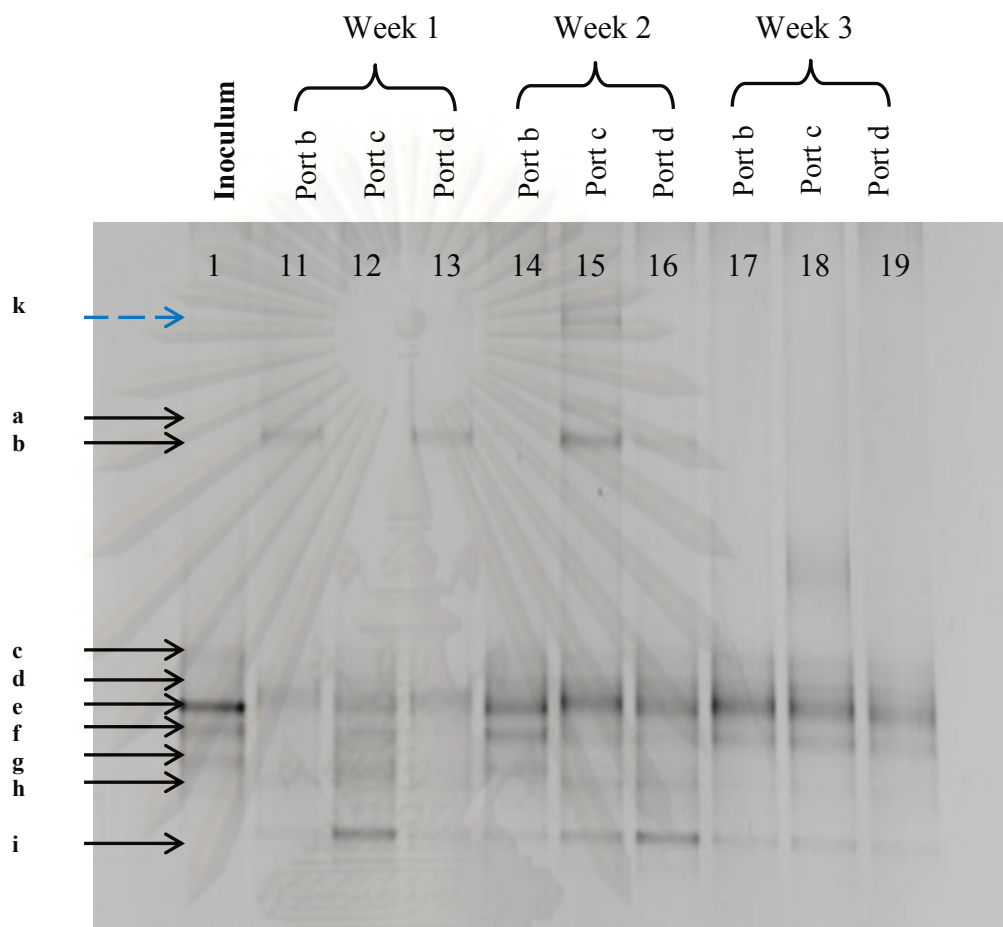 Week 1 Week 2 Week 3
Inoculum Port b Port c Port d Port b Port c Port d Port b Port c Port d
1 11 12 13 14 15 16 17 18 19
k
a
b
c
d
e
f
g
h
i